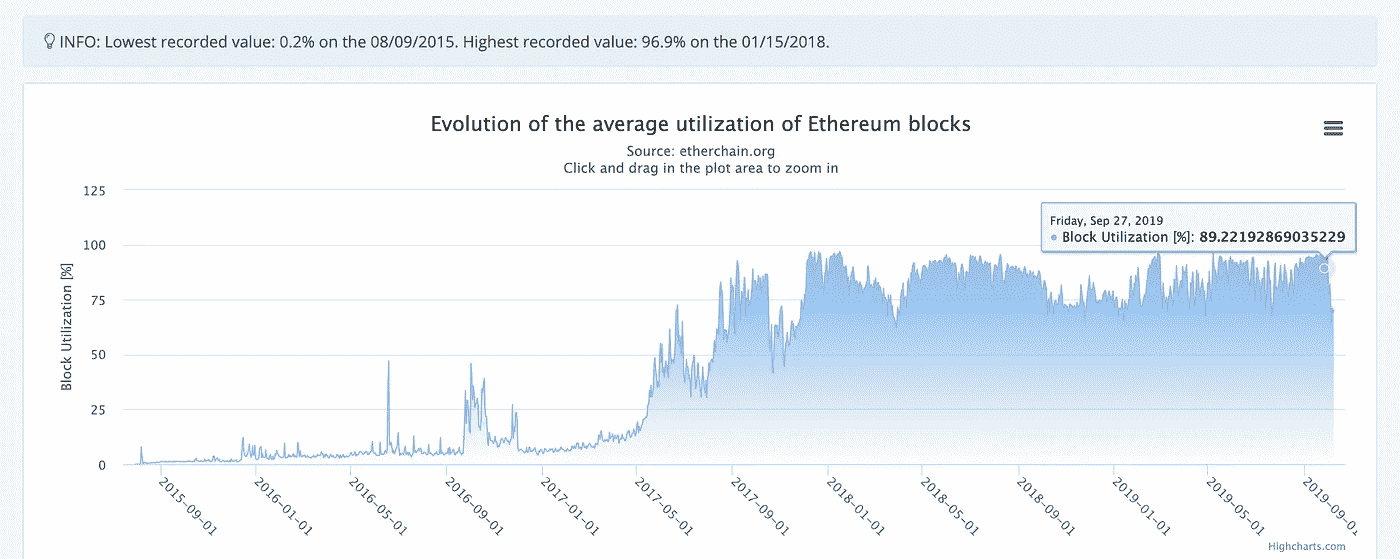 INFO: Lowest recorded value: 0.2% on the 08/09/2015. Highest recorded value: 96.9% on the 01/15/2018.
Evolution of the average utilization of Ethereum blocks
Source: etherchain.org
Click and drag in the plot area to zoom in
Block Utilization [%]
125
100
75
50
25
0
Friday, Sep 27, 2019
Block Utilization [%]: 89.22192869035229
2015-09-01
2016-01-01
2016-05-01
2016-09-01
2017-01-01
2017-05-01
2017-09-01
2018-01-01
2018-05-01
2018-09-01
2019-01-01
2019-05-01
2019-09-0
Highcharts.com